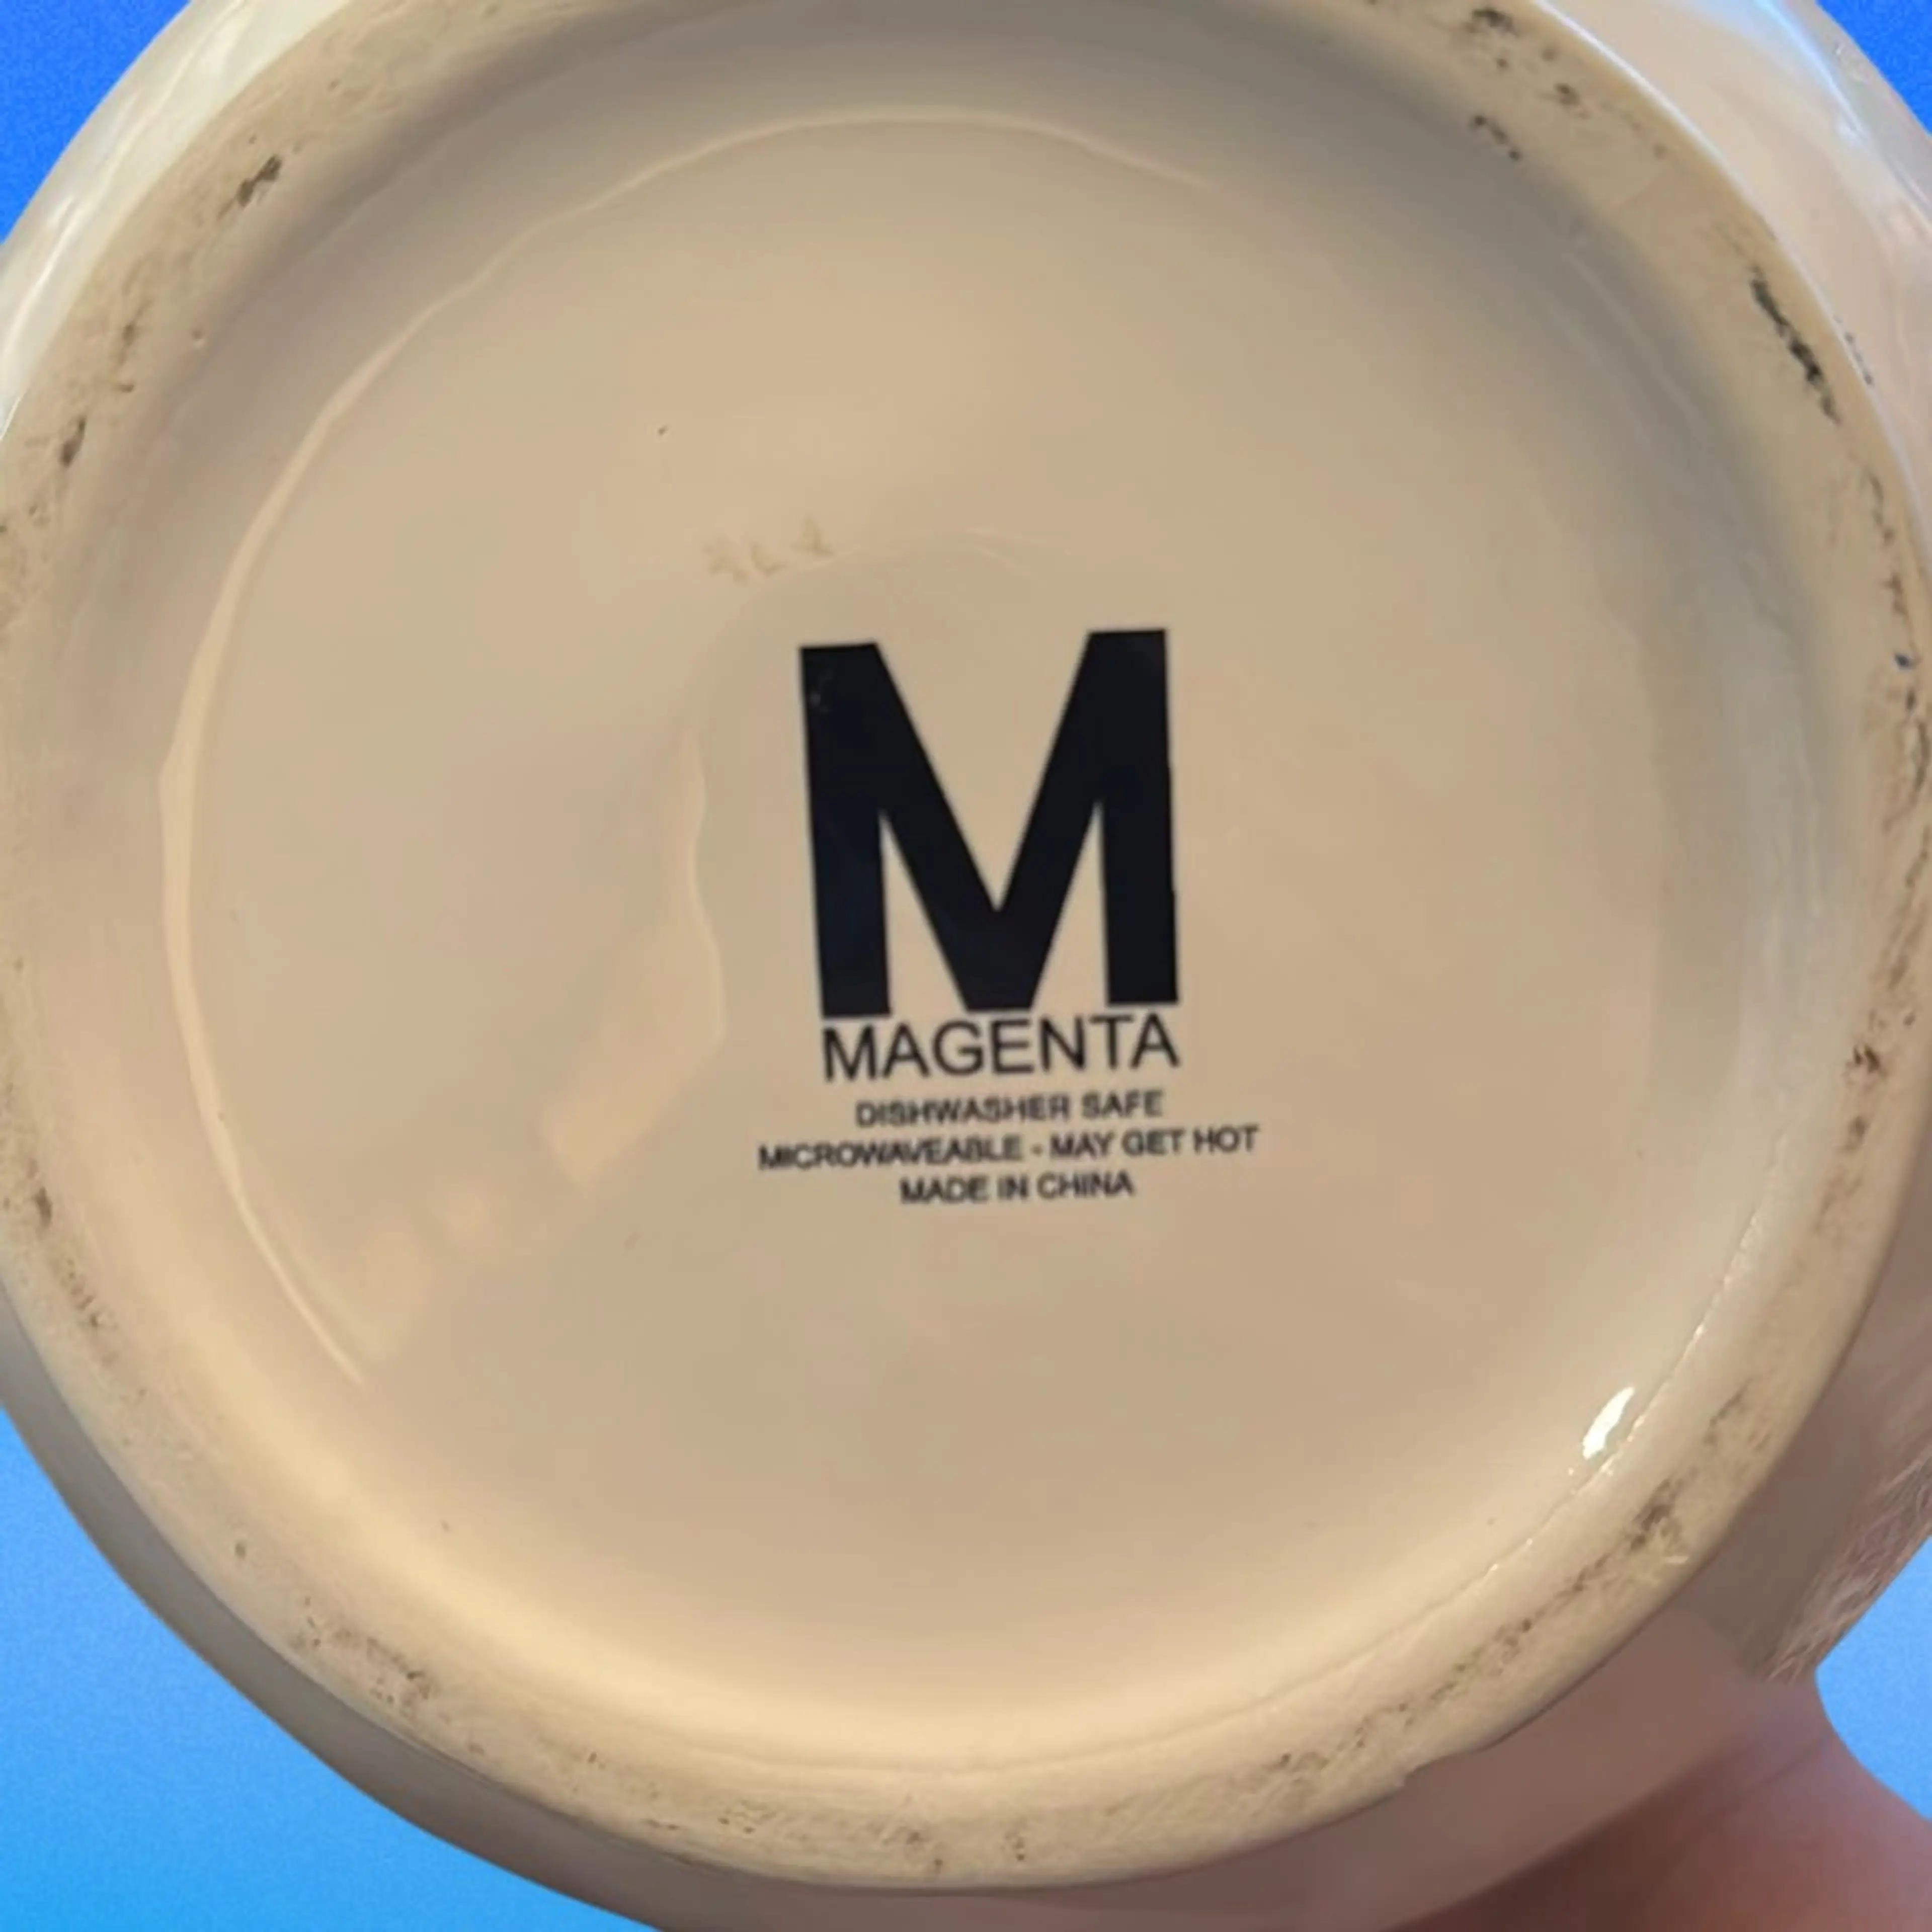 M
MAGENTA
DISHWASHER SAFE
MICROWAVEABLE - MAY GET HOT
MADE IN CHINA